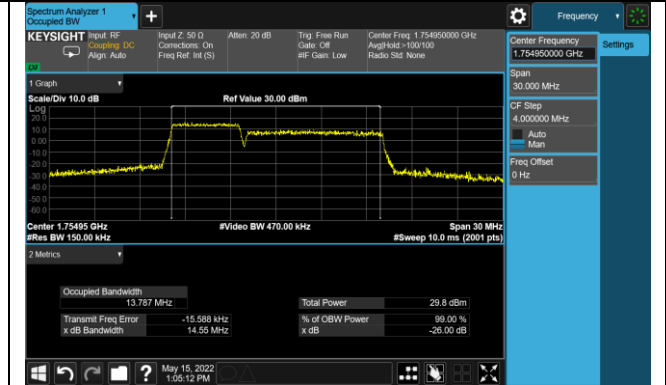 Spectrum Analyzer 1
Occupied BW
Frequency
KEYSIGHT
Input: RF
Coupling: DC
Align: Auto
Input Z: 50 Ω
Corrections: On
Freq Ref: Int (S)
Atten: 20 dB
Trig: Free Run
Gate: Off
#IF Gain: Low
Center Freq: 1.754950000 GHz
Avg|Hold:>100/100
Radio Std: None
Center Frequency
1.754950000 GHz
Settings
Span
30.000 MHz
CF Step
4.000000 MHz
Auto
Man
Freq Offset
0 Hz
1 Graph
Scale/Div 10.0 dB
Ref Value 30.00 dBm
Log
20.0
10.0
0.00
-10.0
-20.0
-30.0
-40.0
-50.0
-60.0
Center 1.75495 GHz
#Video BW 470.00 kHz
Span 30 MHz
#Res BW 150.00 kHz
#Sweep 10.0 ms (2001 pts)
2 Metrics
Occupied Bandwidth
13.787 MHz
Total Power
29.8 dBm
Transmit Freq Error
-15.588 kHz
% of OBW Power
99.00 %
x dB Bandwidth
14.55 MHz
x dB
-26.00 dB
?
May 15, 2022
1:05:12 PM